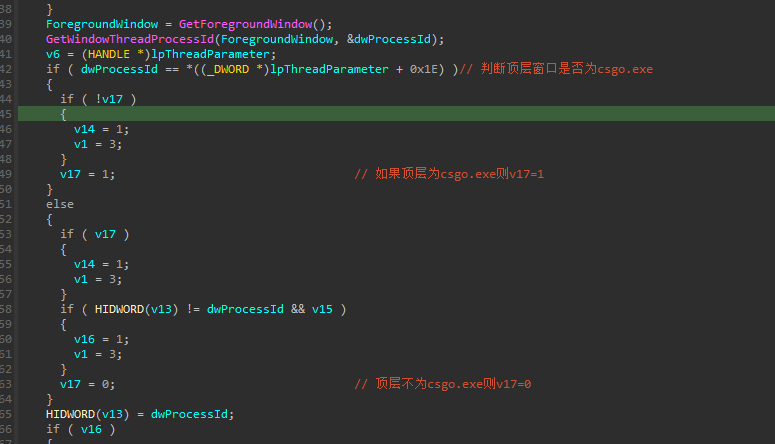 38 }
39 ForegroundWindow = GetForegroundWindow();
40 GetWindowThreadProcessId(ForegroundWindow, &dwProcessId);
41 v6 = (HANDLE *)lpThreadParameter;
42 if ( dwProcessId == *((_DWORD *)lpThreadParameter + 0x1E) )// 判断顶层窗口是否为csgo.exe
43 {
44 if ( !v17 )
45 {
46 v14 = 1;
47 v1 = 3;
48 }
49 v17 = 1; // 如果顶层为csgo.exe则v17=1
50 }
51 else
52 {
53 if ( v17 )
54 {
55 v14 = 1;
56 v1 = 3;
57 }
58 if ( HIDWORD(v13) != dwProcessId && v15 )
59 {
60 v16 = 1;
61 v1 = 3;
62 }
63 v17 = 0; // 顶层不为csgo.exe则v17=0
64 }
65 HIDWORD(v13) = dwProcessId;
66 if ( v16 )